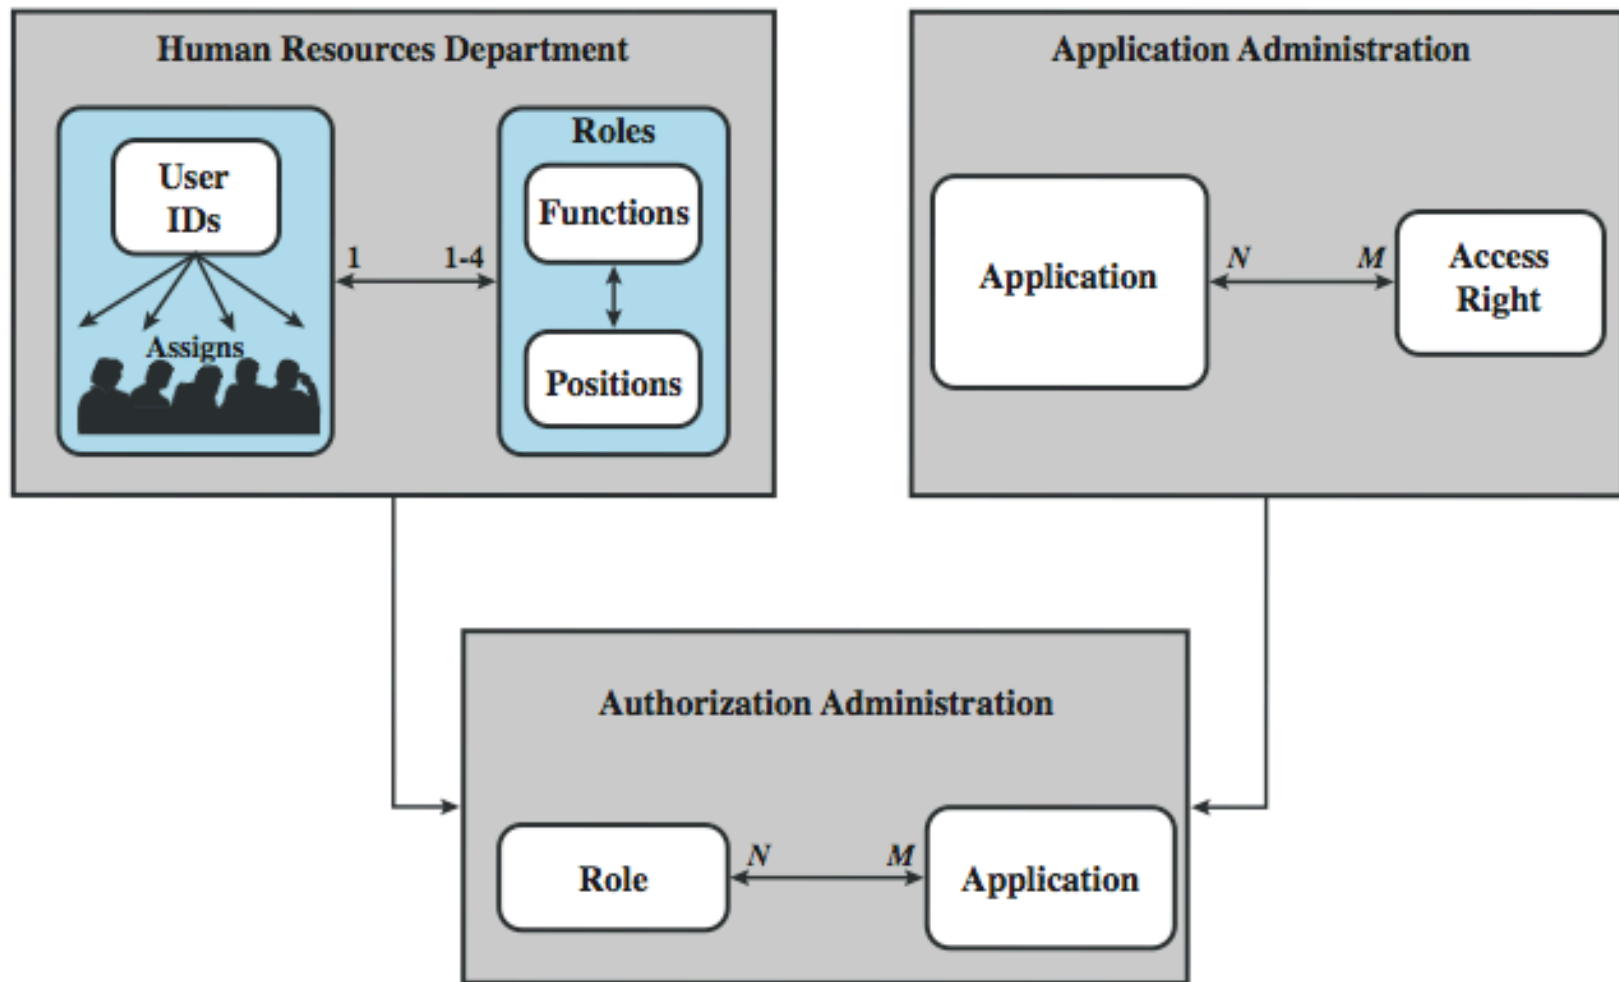 Human Resources Department
User
IDs
Assigns
1
1-4
Roles
Functions
Positions
Application Administration
Application
N
M
Access
Right
Authorization Administration
Role
N
M
Application